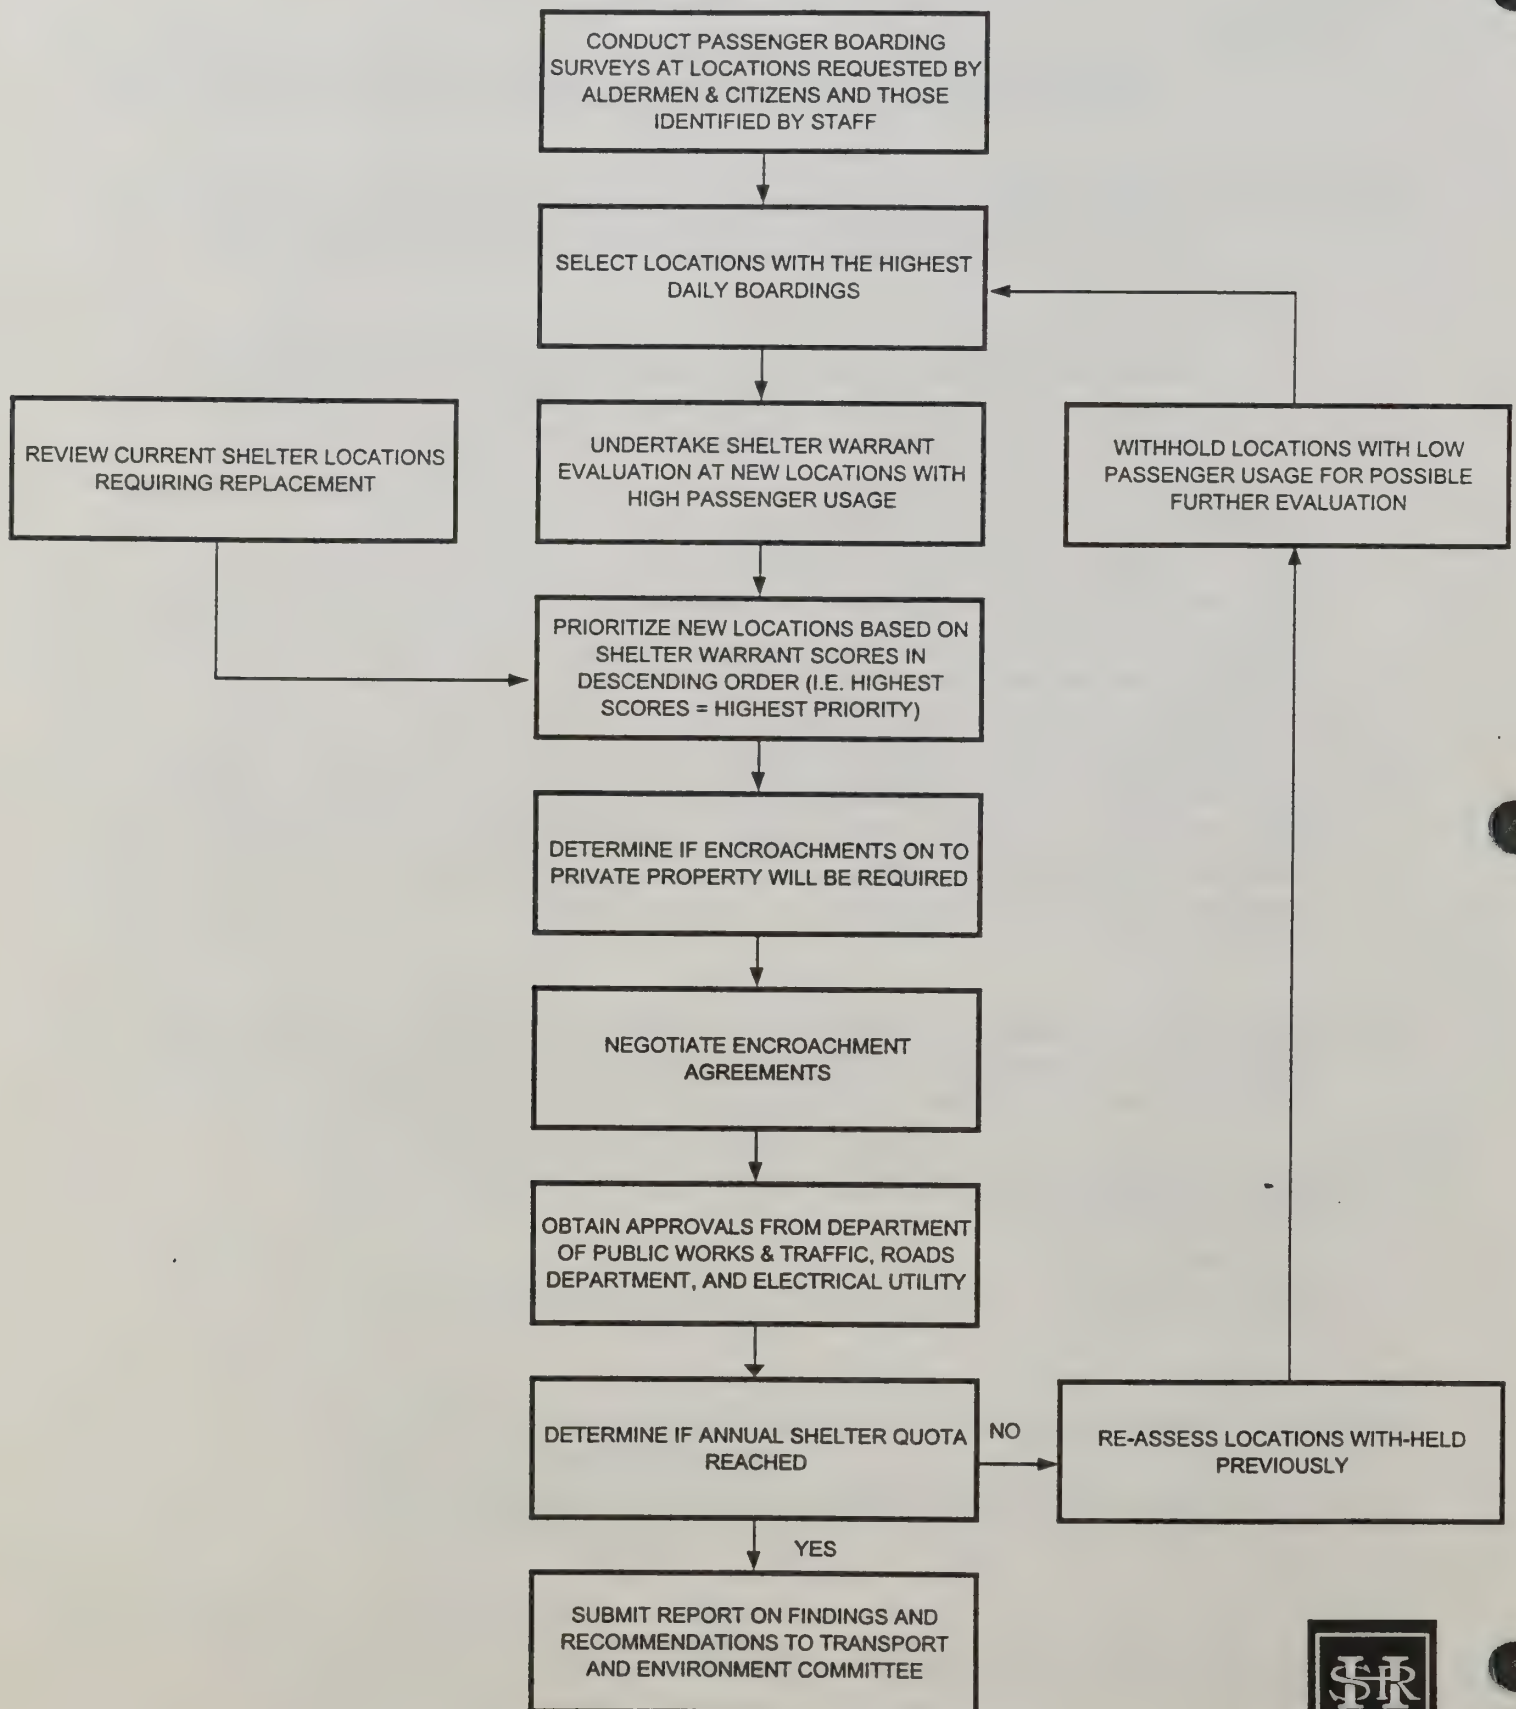 CONDUCT PASSENGER BOARDING
SURVEYS AT LOCATIONS REQUESTED BY
ALDERMEN & CITIZENS AND THOSE
IDENTIFIED BY STAFF
SELECT LOCATIONS WITH THE HIGHEST
DAILY BOARDINGS
REVIEW CURRENT SHELTER LOCATIONS
REQUIRING REPLACEMENT
UNDERTAKE SHELTER WARRANT
EVALUATION AT NEW LOCATIONS WITH
HIGH PASSENGER USAGE
WITHHOLD LOCATIONS WITH LOW
PASSENGER USAGE FOR POSSIBLE
FURTHER EVALUATION
PRIORITIZE NEW LOCATIONS BASED ON
SHELTER WARRANT SCORES IN
DESCENDING ORDER (I.E. HIGHEST
SCORES = HIGHEST PRIORITY)
DETERMINE IF ENCROACHMENTS ON TO
PRIVATE PROPERTY WILL BE REQUIRED
NEGOTIATE ENCROACHMENT
AGREEMENTS
OBTAIN APPROVALS FROM DEPARTMENT
OF PUBLIC WORKS & TRAFFIC, ROADS
DEPARTMENT, AND ELECTRICAL UTILITY
DETERMINE IF ANNUAL SHELTER QUOTA
REACHED
NO
RE-ASSESS LOCATIONS WITH-HELD
PREVIOUSLY
YES
SUBMIT REPORT ON FINDINGS AND
RECOMMENDATIONS TO TRANSPORT
AND ENVIRONMENT COMMITTEE
HSR